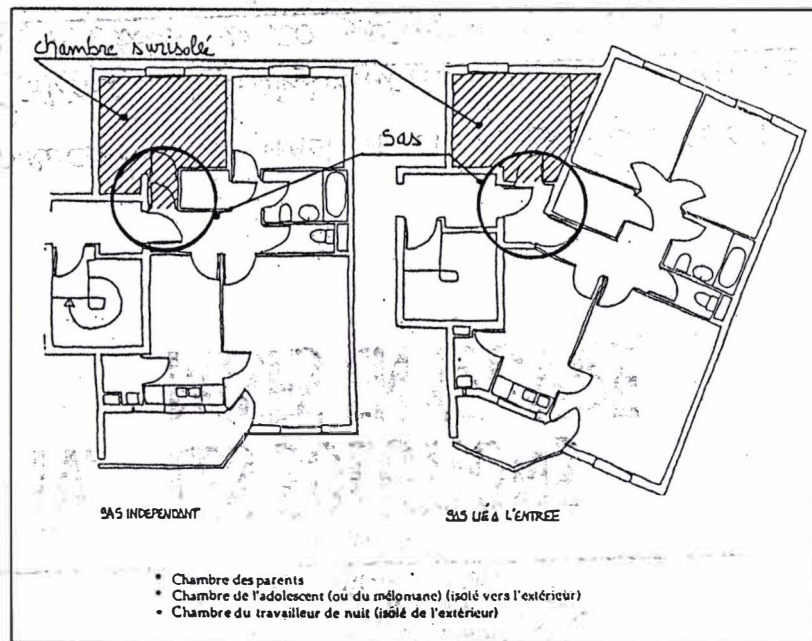 chambre surisolé
Sas
SAS INDEPENDANT
SAS LIÉ A L'ENTREE
* Chambre des parents
* Chambre de l'adolescent (ou du mélomane) (isolé vers l'extérieur)
• Chambre du travailleur de nuit (isolé de l'extérieur)